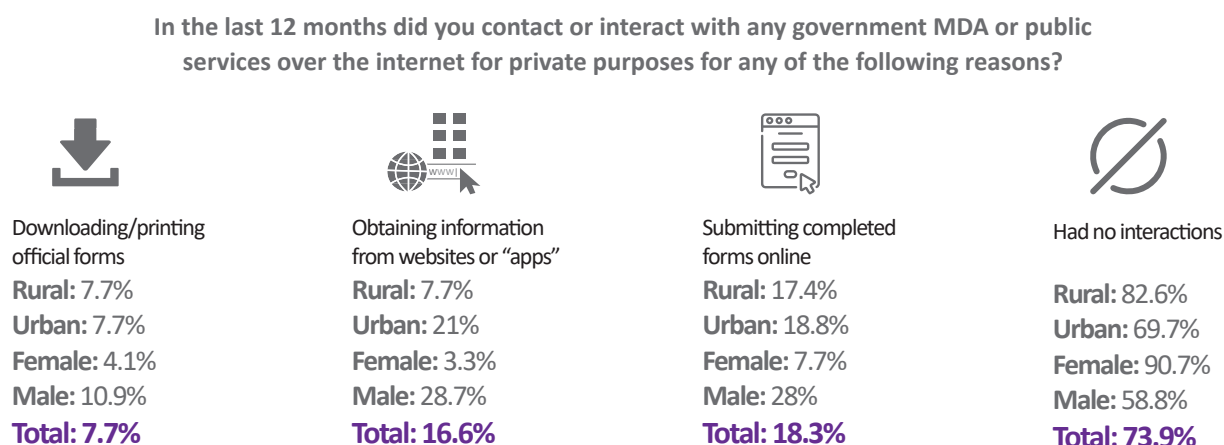 In the last 12 months did you contact or interact with any government MDA or public
services over the internet for private purposes for any of the following reasons?
www
Downloading/printing
official forms
Rural: 7.7%
Urban: 7.7%
Female: 4.1%
Male: 10.9%
Total: 7.7%
Obtaining information
from websites or “apps”
Rural: 7.7%
Urban: 21%
Female: 3.3%
Male: 28.7%
Total: 16.6%
Submitting completed
forms online
Rural: 17.4%
Urban: 18.8%
Female: 7.7%
Male: 28%
Total: 18.3%
Had no interactions
Rural: 82.6%
Urban: 69.7%
Female: 90.7%
Male: 58.8%
Total: 73.9%